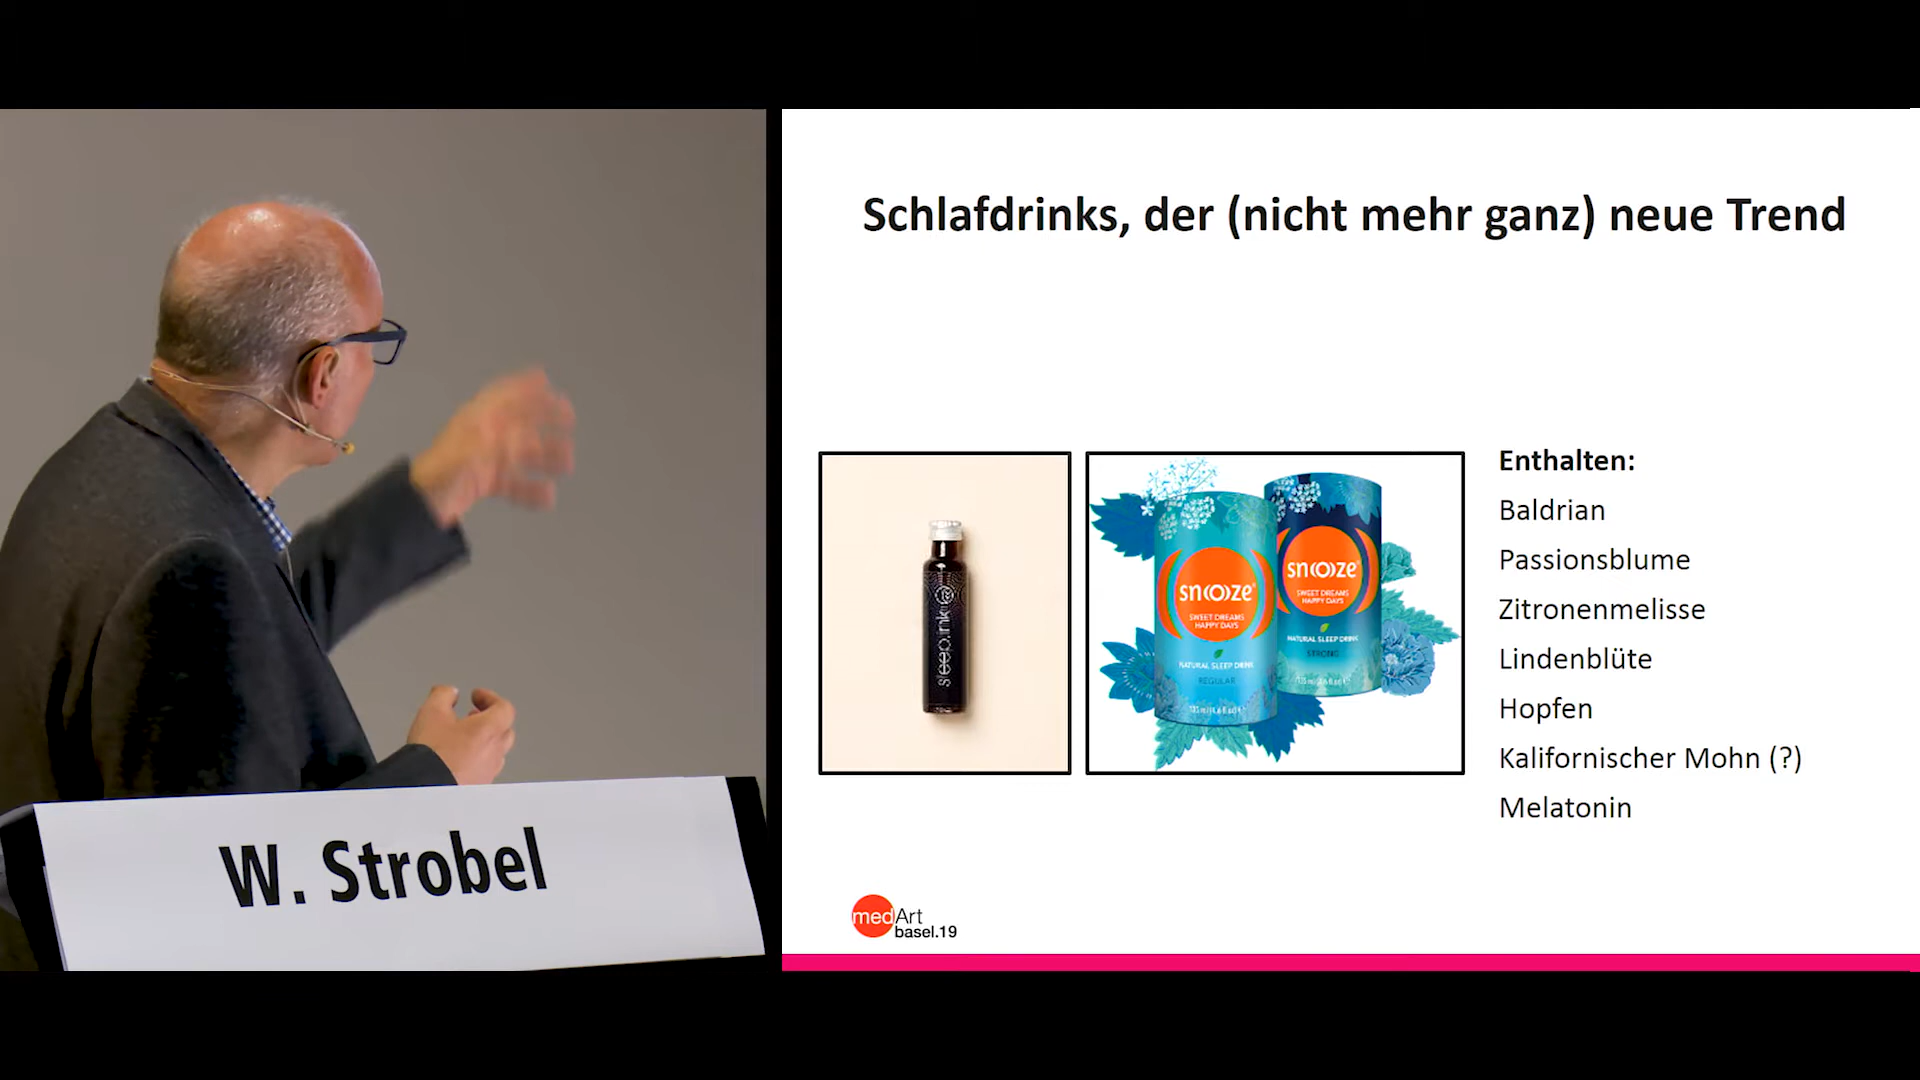 Schlafdrinks, der (nicht mehr ganz) neue Trend
sleep.ink
snooze®
SWEET DREAMS
HAPPY DAYS
NATURAL SLEEP DRINK
REGULAR
snooze®
SWEET DREAMS
HAPPY DAYS
NATURAL SLEEP DRINK
STRONG
Enthalten:
Baldrian
Passionsblume
Zitronenmelisse
Lindenblüte
Hopfen
Kalifornischer Mohn (?)
Melatonin
W. Strobel
medArt
basel.19